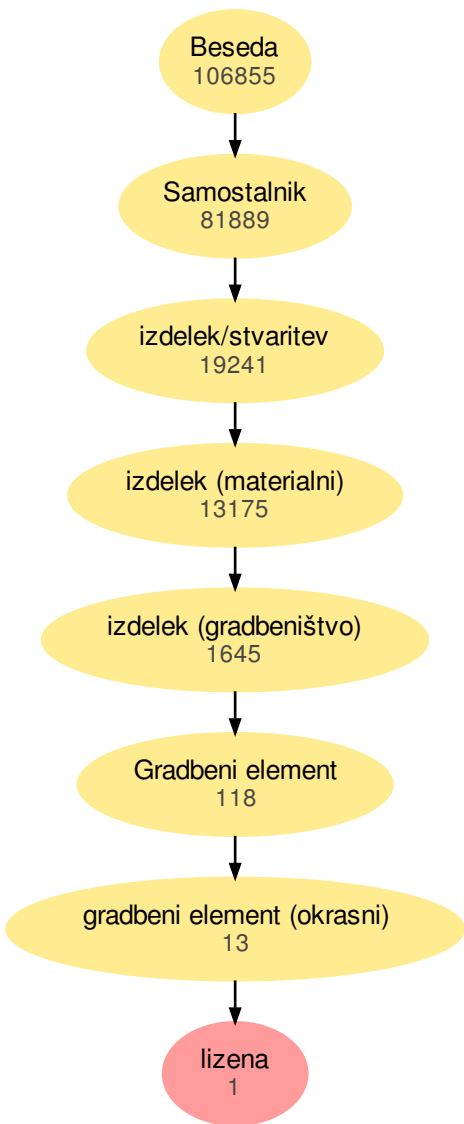 Beseda
106855
Samostalnik
81889
izdelek/stvaritev
19241
izdelek (materialni)
13175
izdelek (gradbeništvo)
1645
Gradbeni element
118
gradbeni element (okrasni)
13
lizena
1